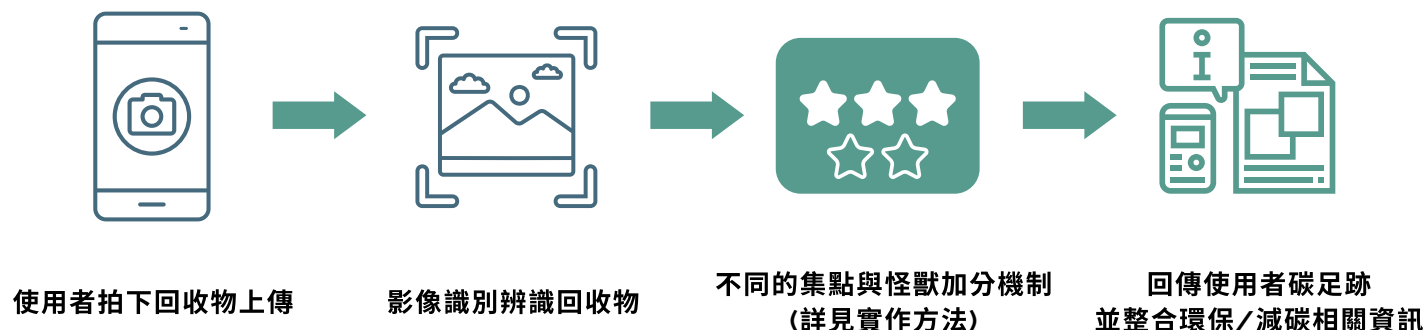 使用者拍下回收物上傳
影像識別辨識回收物
不同的集點與怪獸加分機制
(詳見實作方法)
回傳使用者碳足跡
並整合環保/減碳相關資訊